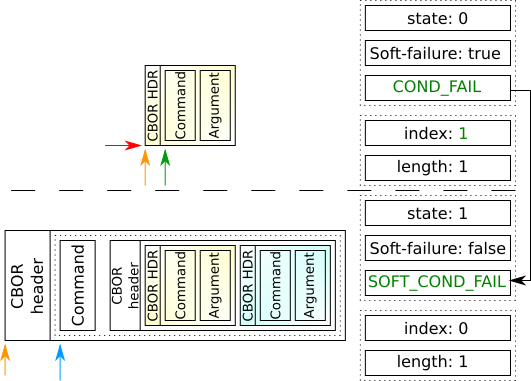 state: 0
Soft-failure: true
COND_FAIL
index: 1
length: 1
CBOR HDR
Command
Argument
state: 1
Soft-failure: false
SOFT_COND_FAIL
index: 0
length: 1
CBOR
header
Command
CBOR
header
CBOR HDR
Command
Argument
CBOR HDR
Command
Argument